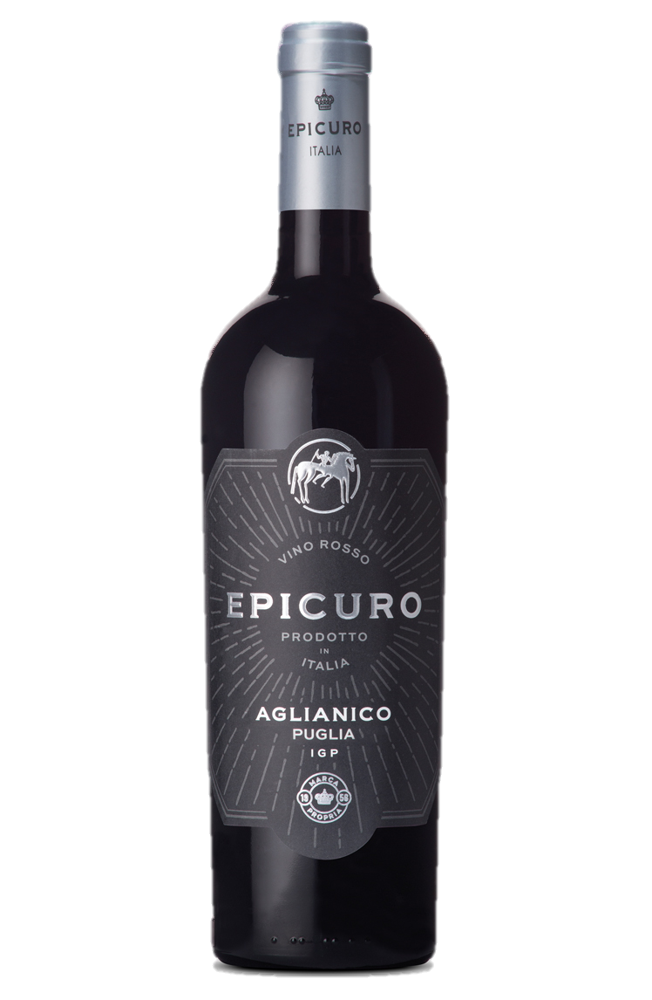 EPICURO
ITALIA
VINO ROSSO
EPICURO
PRODOTTO
IN
ITALIA
AGLIANICO
PUGLIA
IGP
MARCA
19 56
PROPRIA